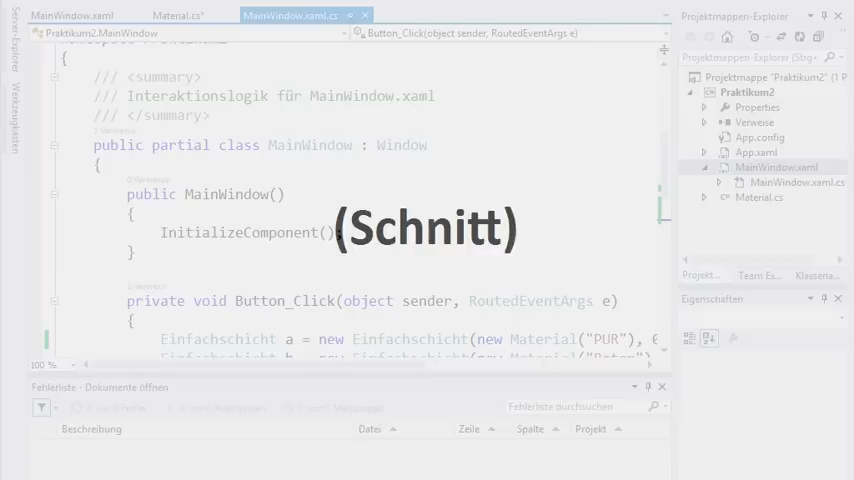 MainWindow.xaml
Material.cs*
MainWindow.xaml.cs
Projektmappen-Explorer
Server-Explorer
Werkzeugkasten
Praktikum2.MainWindow
Button_Click(object sender, RoutedEventArgs e)
{
/// <summary>
/// Interaktionslogik für MainWindow.xaml
/// </summary>
public partial class MainWindow : Window
{
public MainWindow()
{
InitializeComponent();
}
(Schnitt)
private void Button_Click(object sender, RoutedEventArgs e)
{
Einfachschicht a = new Einfachschicht(new Material("PUR"), 0
100 %
Projektmappen-Explorer
Projektmappe "Praktikum2" (1 P
Praktikum2
Properties
Verweise
App.config
App.xaml
MainWindow.xaml
MainWindow.xaml.cs
Material.cs
Projekt...
Team Ex...
Klassena...
Eigenschaften
Fehlerliste - Dokumente öffnen
Fehlerliste durchsuchen
Beschreibung
Datei
Zeile
Spalte
Projekt